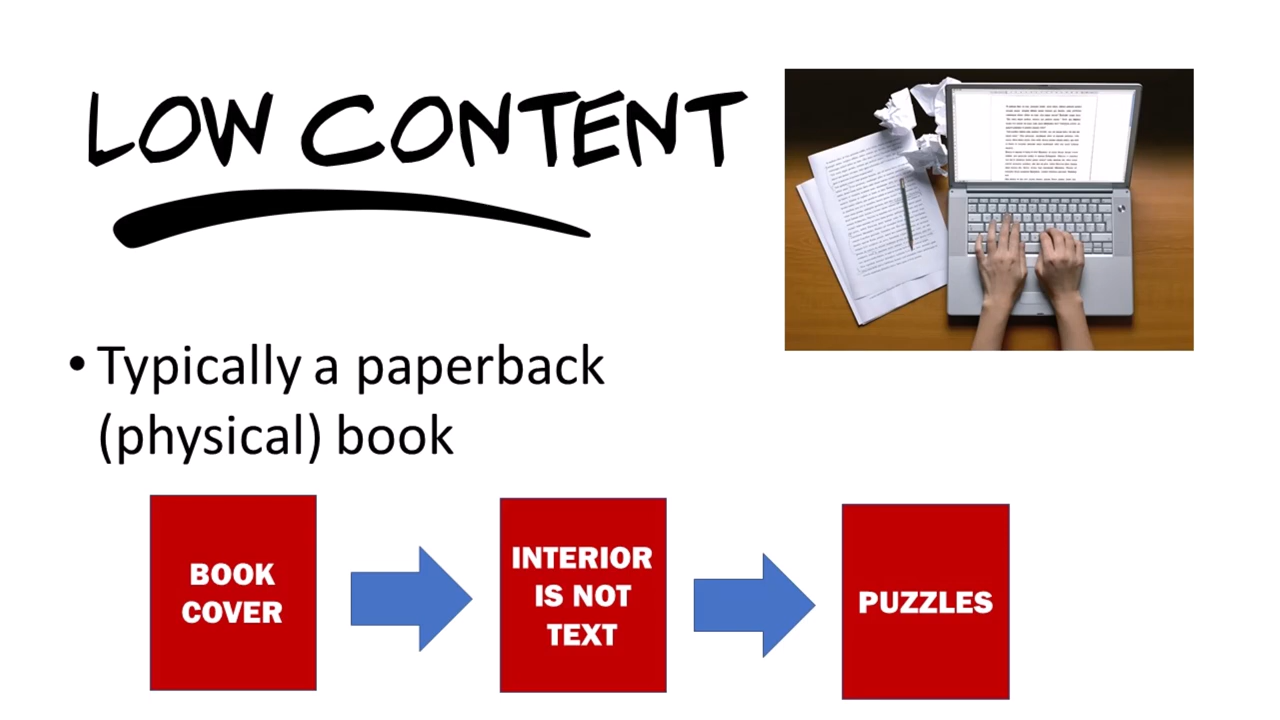 LOW CONTENT
• Typically a paperback
(physical) book
BOOK
COVER
INTERIOR
IS NOT
TEXT
PUZZLES